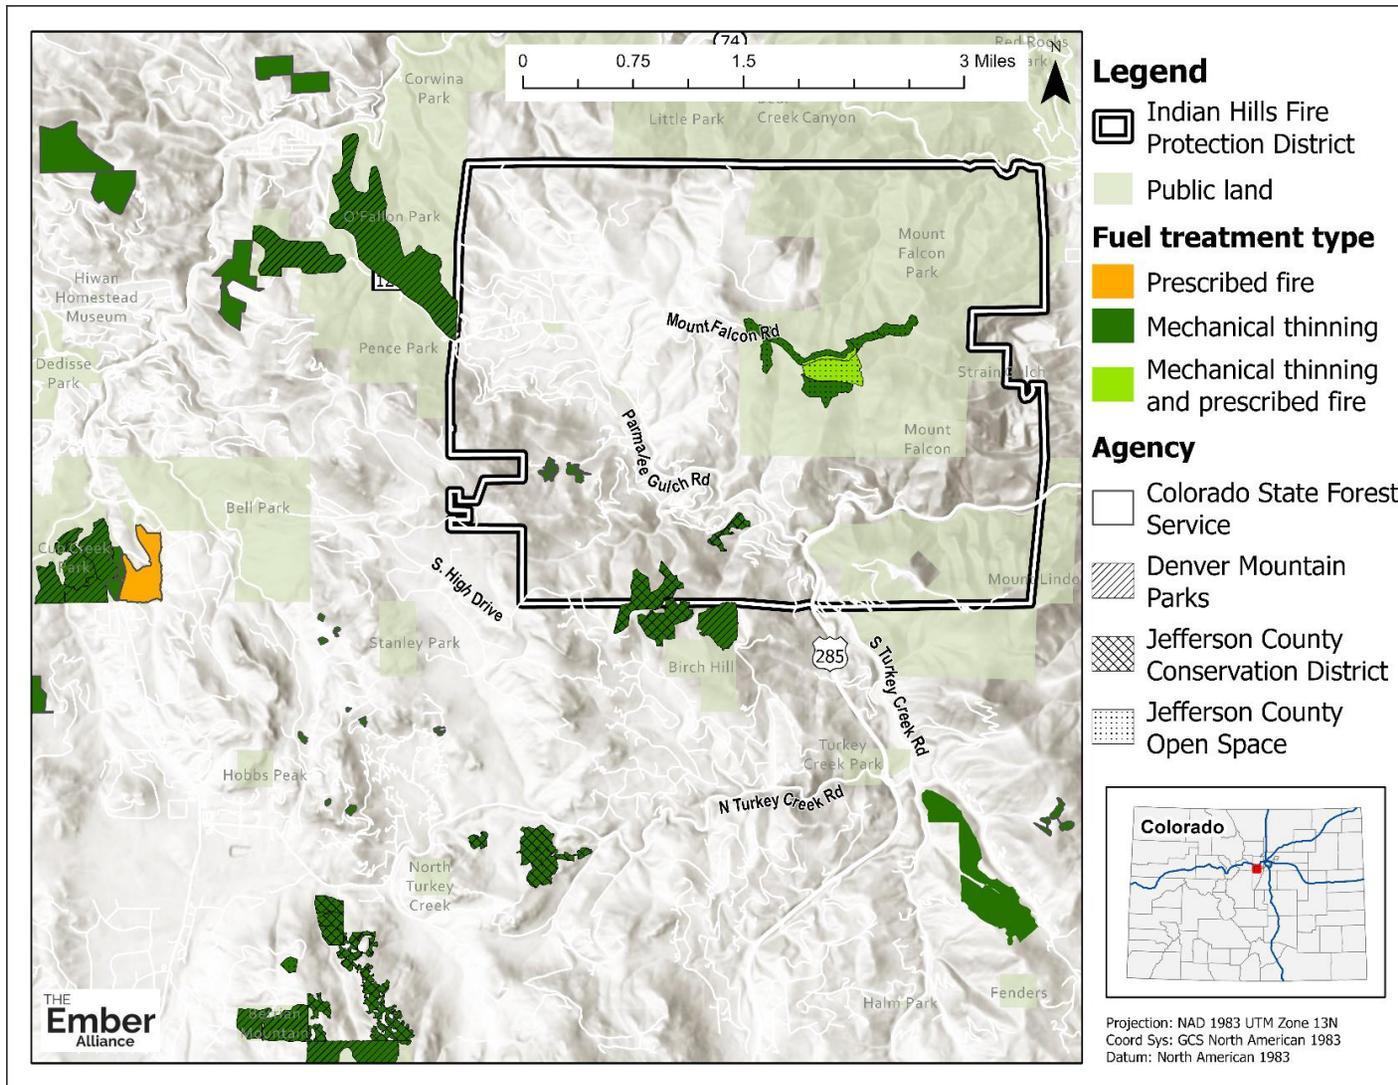 74
Red Rocks
Park
N
0 0.75 1.5 3 Miles
Corwina
Park
Little Park
Creek Canyon
O'Fallon Park
Mount
Falcon
Park
Hiwan
Homestead
Museum
Mount Falcon Rd
Pence Park
Dedisse
Park
Strain Gulch
Parmalee Gulch Rd
Mount
Falcon
Bell Park
Cub Creek
Park
S. High Drive
Mount Lindo
Stanley Park
Birch Hill
285
S Turkey Creek Rd
Turkey
Creek Park
Hobbs Peak
N Turkey Creek Rd
North
Turkey
Creek
Halm Park
Fenders
Mountain
THE
Ember
Alliance
Legend
Indian Hills Fire
Protection District
Public land
Fuel treatment type
Prescribed fire
Mechanical thinning
Mechanical thinning
and prescribed fire
Agency
Colorado State Forest
Service
Denver Mountain
Parks
Jefferson County
Conservation District
Jefferson County
Open Space
Colorado
Projection: NAD 1983 UTM Zone 13N
Coord Sys: GCS North American 1983
Datum: North American 1983